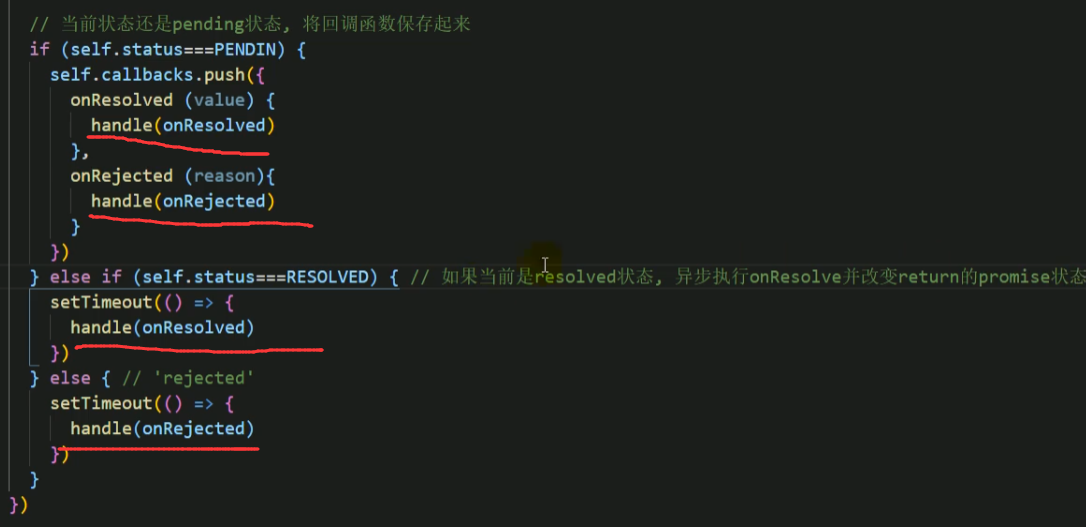 // 当前状态还是pending状态, 将回调函数保存起来
if (self.status===PENDIN) {
self.callbacks.push({
onResolved (value) {
handle(onResolved)
},
onRejected (reason){
handle(onRejected)
}
})
} else if (self.status===RESOLVED) { // 如果当前是resolved状态, 异步执行onResolve并改变return的promise状态
setTimeout(() => {
handle(onResolved)
})
} else { // 'rejected'
setTimeout(() => {
handle(onRejected)
})
}
})